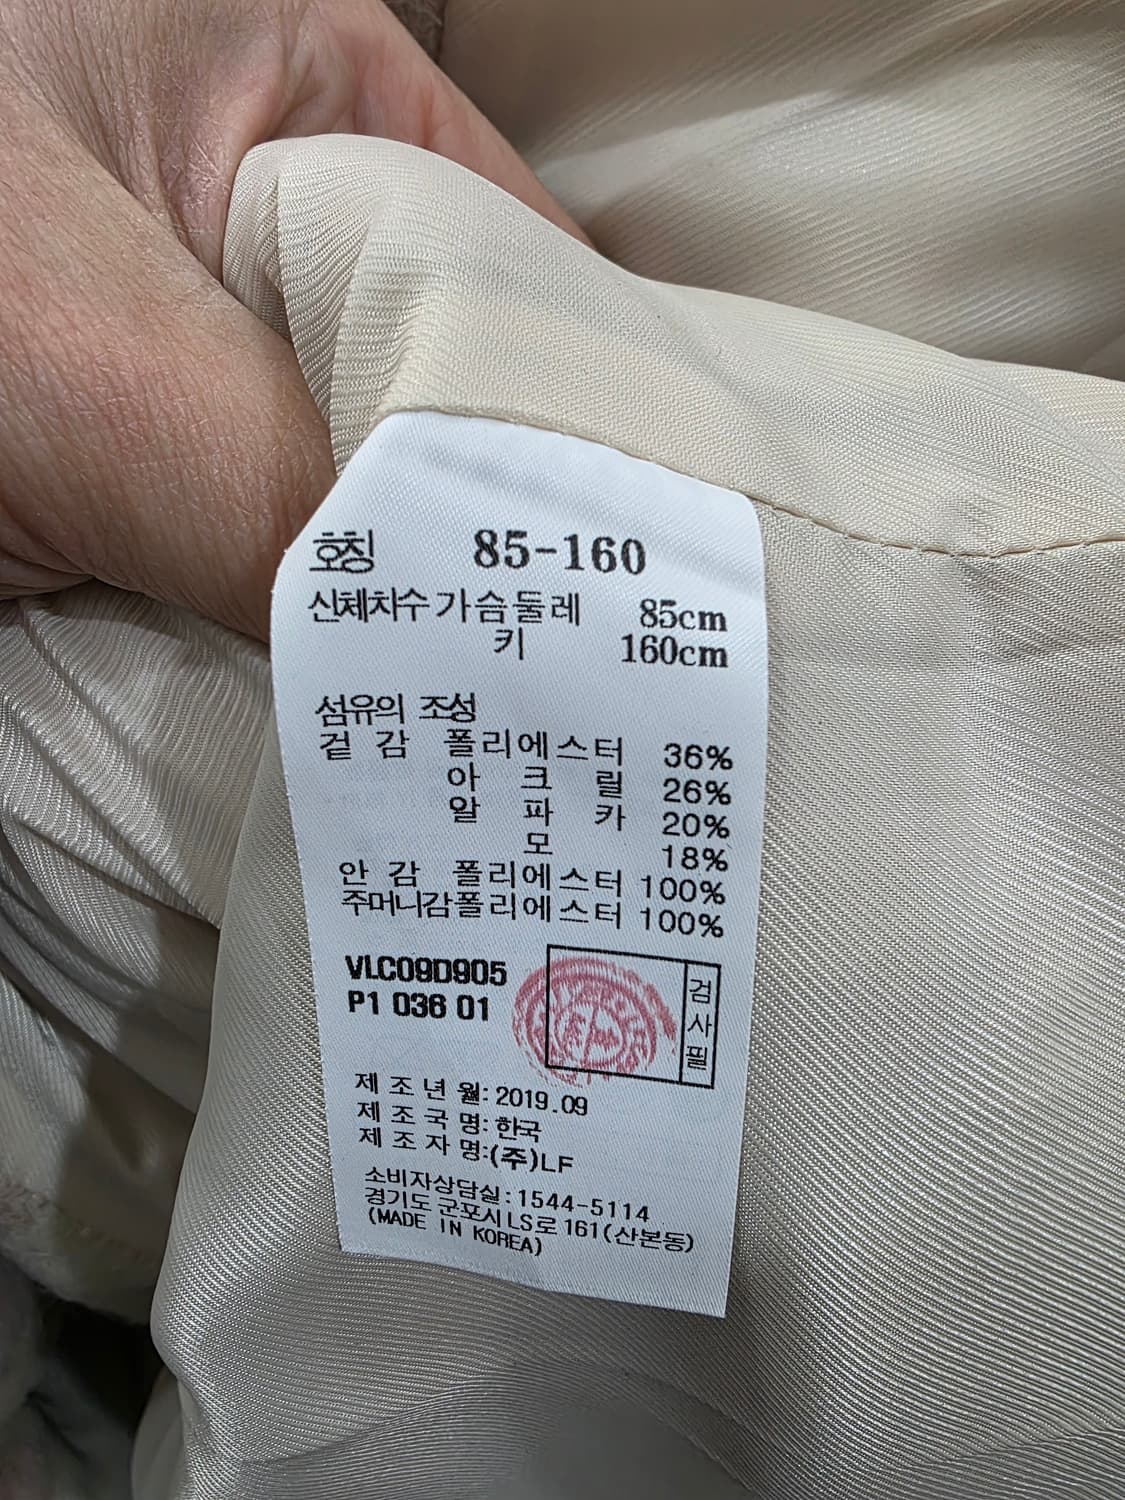 호칭 85-160
신체치수 가슴둘레 85cm
키 160cm
섬유의 조성
겉감 폴리에스터 36%
아크릴 26%
알파카 20%
모 18%
안감 폴리에스터 100%
주머니감 폴리에스터 100%
VLC09D905
P1 036 01
검사필
제조년월: 2019.09
제조국명: 한국
제조자명:(주)LF
소비자상담실: 1544-5114
경기도 군포시 LS로 161(산본동)
(MADE IN KOREA)